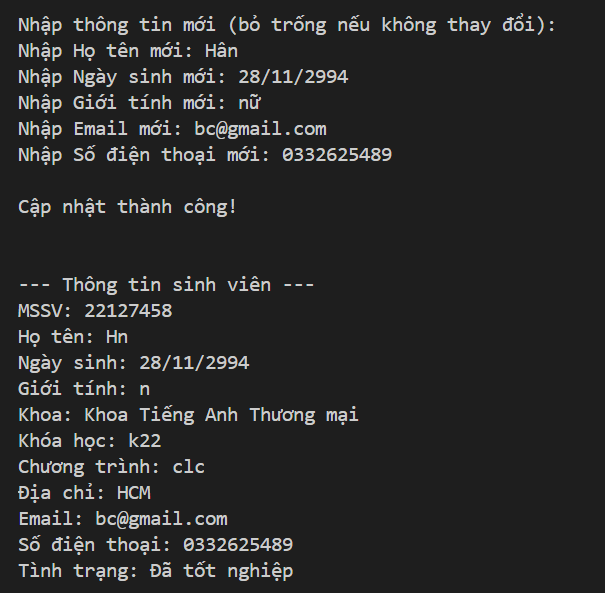 Nhập thông tin mới (bỏ trống nếu không thay đổi):
Nhập Họ tên mới: Hân
Nhập Ngày sinh mới: 28/11/2994
Nhập Giới tính mới: nữ
Nhập Email mới: bc@gmail.com
Nhập Số điện thoại mới: 0332625489
Cập nhật thành công!
--- Thông tin sinh viên ---
MSSV: 22127458
Họ tên: Hn
Ngày sinh: 28/11/2994
Giới tính: n
Khoa: Khoa Tiếng Anh Thương mại
Khóa học: k22
Chương trình: clc
Địa chỉ: HCM
Email: bc@gmail.com
Số điện thoại: 0332625489
Tình trạng: Đã tốt nghiệp